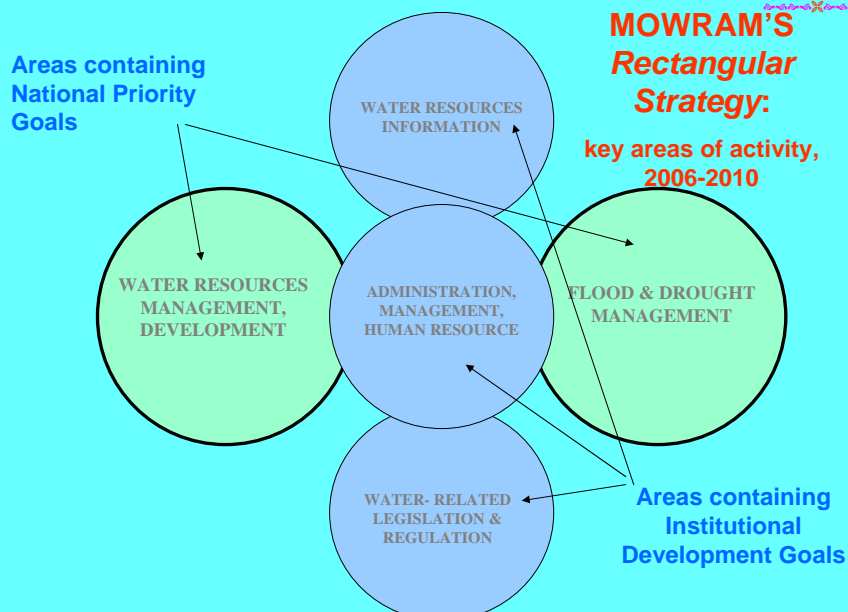 MOWRAM'S
Rectangular
Strategy:
key areas of activity,
2006-2010
Areas containing
National Priority
Goals
WATER RESOURCES
INFORMATION
WATER RESOURCES
MANAGEMENT,
DEVELOPMENT
ADMINISTRATION,
MANAGEMENT,
HUMAN RESOURCE
FLOOD & DROUGHT
MANAGEMENT
WATER- RELATED
LEGISLATION &
REGULATION
Areas containing
Institutional
Development Goals